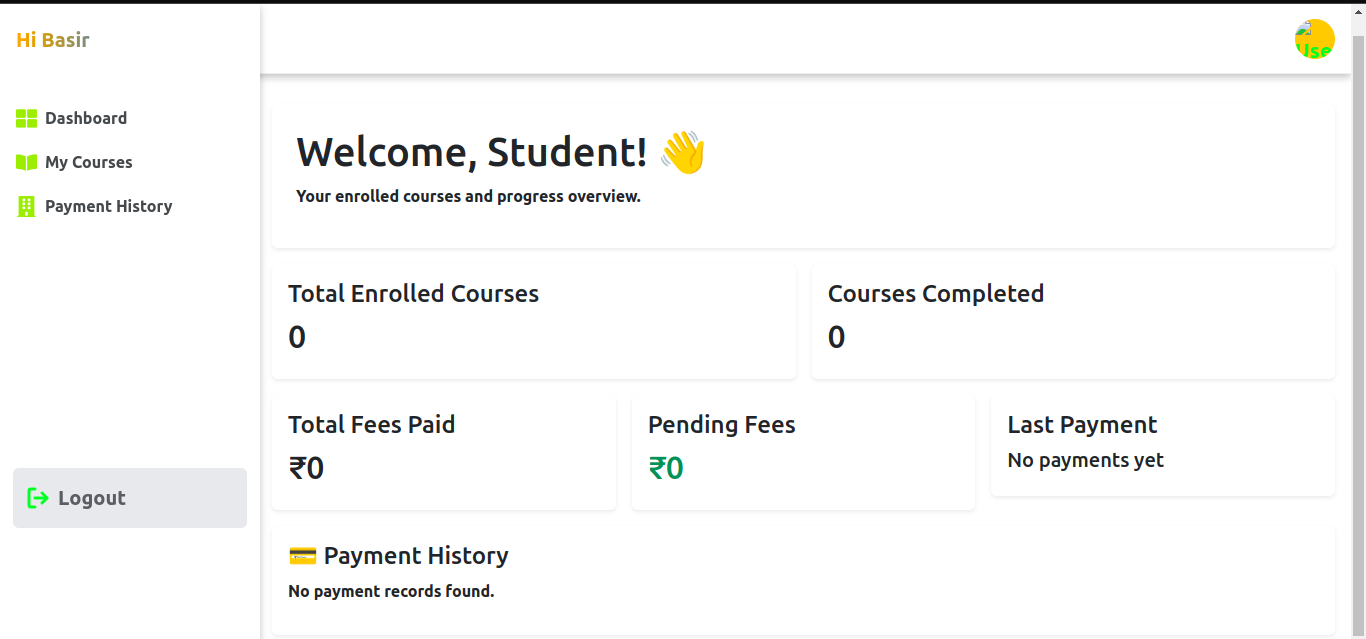 Hi Basir
Use
Dashboard
My Courses
Payment History
Logout
Welcome, Student! 👋
Your enrolled courses and progress overview.
Total Enrolled Courses
0
Courses Completed
0
Total Fees Paid
₹0
Pending Fees
₹0
Last Payment
No payments yet
💳 Payment History
No payment records found.